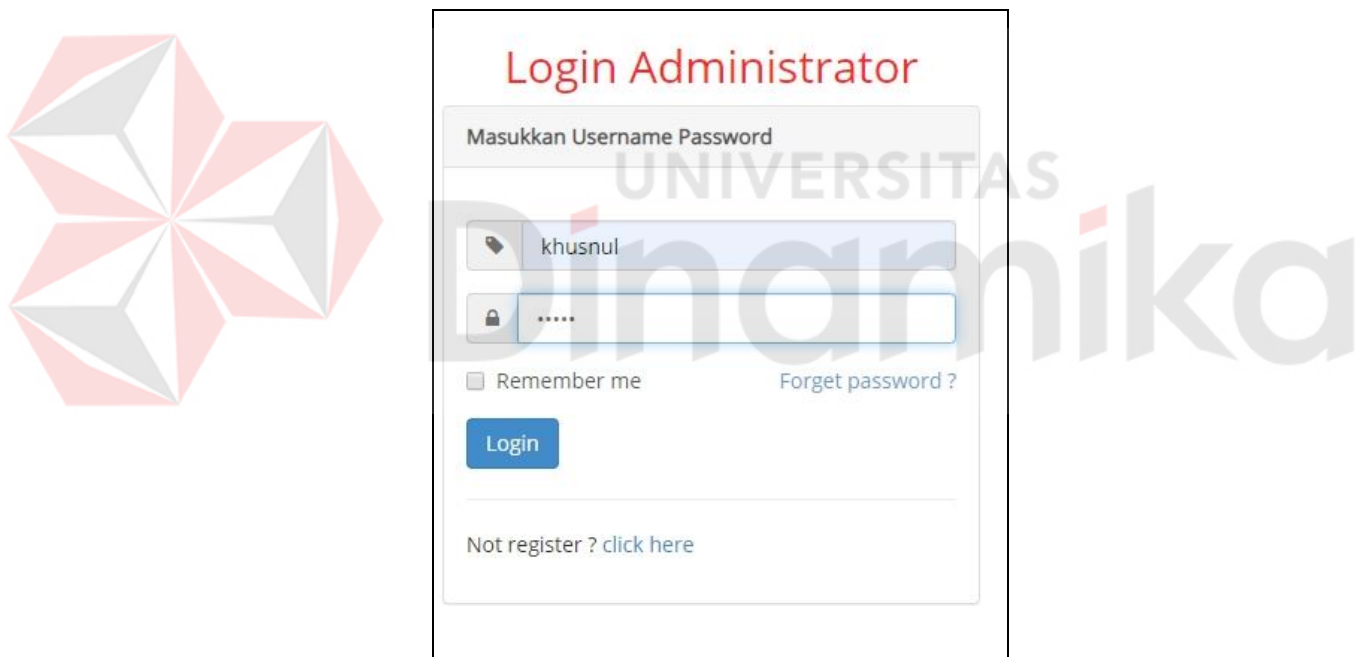 Login Administrator
Masukkan Username Password
UNIVERSITAS
Dinamika
khusnul
•••••
Remember me
Forget password ?
Login
Not register ? click here